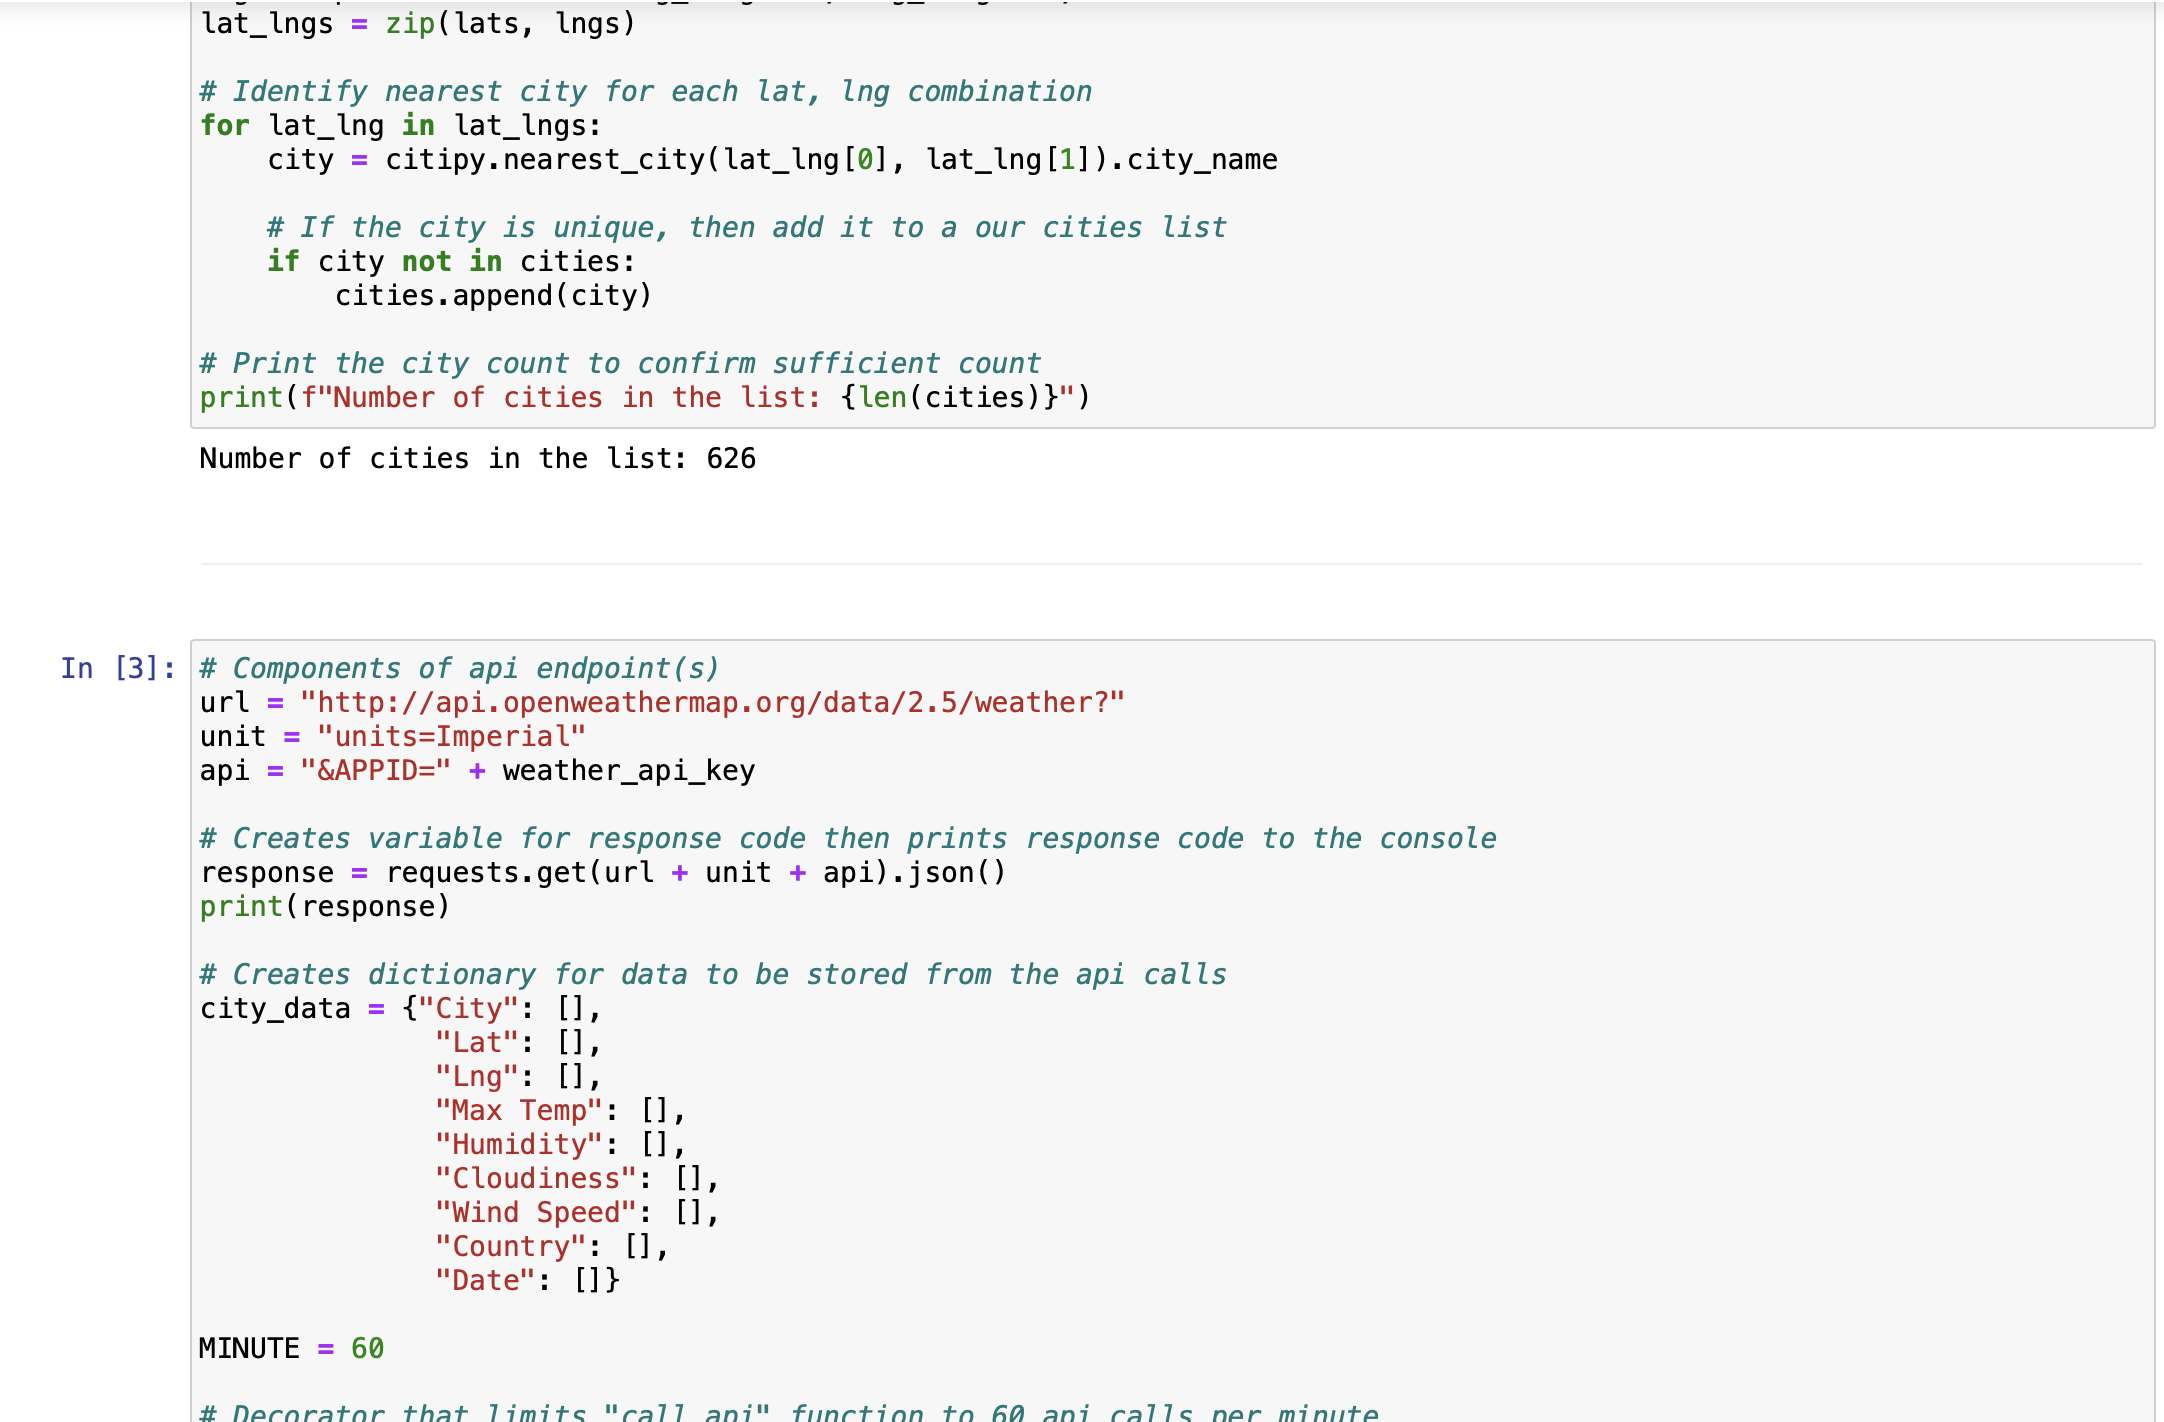 lat_lngs = zip(lats, lngs)
# Identify nearest city for each lat, lng combination
for lat_lng in lat_lngs:
    city = citipy.nearest_city(lat_lng[0], lat_lng[1]).city_name
    # If the city is unique, then add it to a our cities list
    if city not in cities:
        cities.append(city)
# Print the city count to confirm sufficient count
print(f"Number of cities in the list: {len(cities)}")
Number of cities in the list: 626
In [3]: # Components of api endpoint(s)
url = "http://api.openweathermap.org/data/2.5/weather?"
unit = "units=Imperial"
api = "&APPID=" + weather_api_key
# Creates variable for response code then prints response code to the console
response = requests.get(url + unit + api).json()
print(response)
# Creates dictionary for data to be stored from the api calls
city_data = {"City": [],
              "Lat": [],
              "Lng": [],
              "Max Temp": [],
              "Humidity": [],
              "Cloudiness": [],
              "Wind Speed": [],
              "Country": [],
              "Date": []}
MINUTE = 60
# Decorator that limits "call api" function to 60 api calls per minute